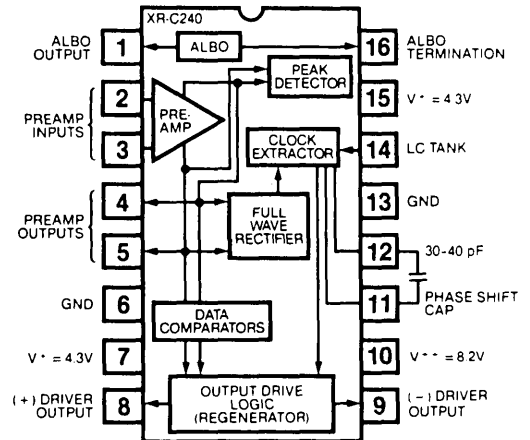 XR-C240
ALBO
OUTPUT
1
ALBO
16
ALBO
TERMINATION
PEAK
DETECTOR
PREAMP
INPUTS
2
3
PRE-
AMP
15
V+ = 4.3V
CLOCK
EXTRACTOR
14
LC TANK
PREAMP
OUTPUTS
4
5
FULL
WAVE
RECTIFIER
13
GND
12
30-40 pF
11
PHASE SHIFT
CAP
GND
6
DATA
COMPARATORS
V+ = 4.3V
7
10
V++ = 8.2V
(+) DRIVER
OUTPUT
8
OUTPUT DRIVE
LOGIC
(REGENERATOR)
9
(−) DRIVER
OUTPUT